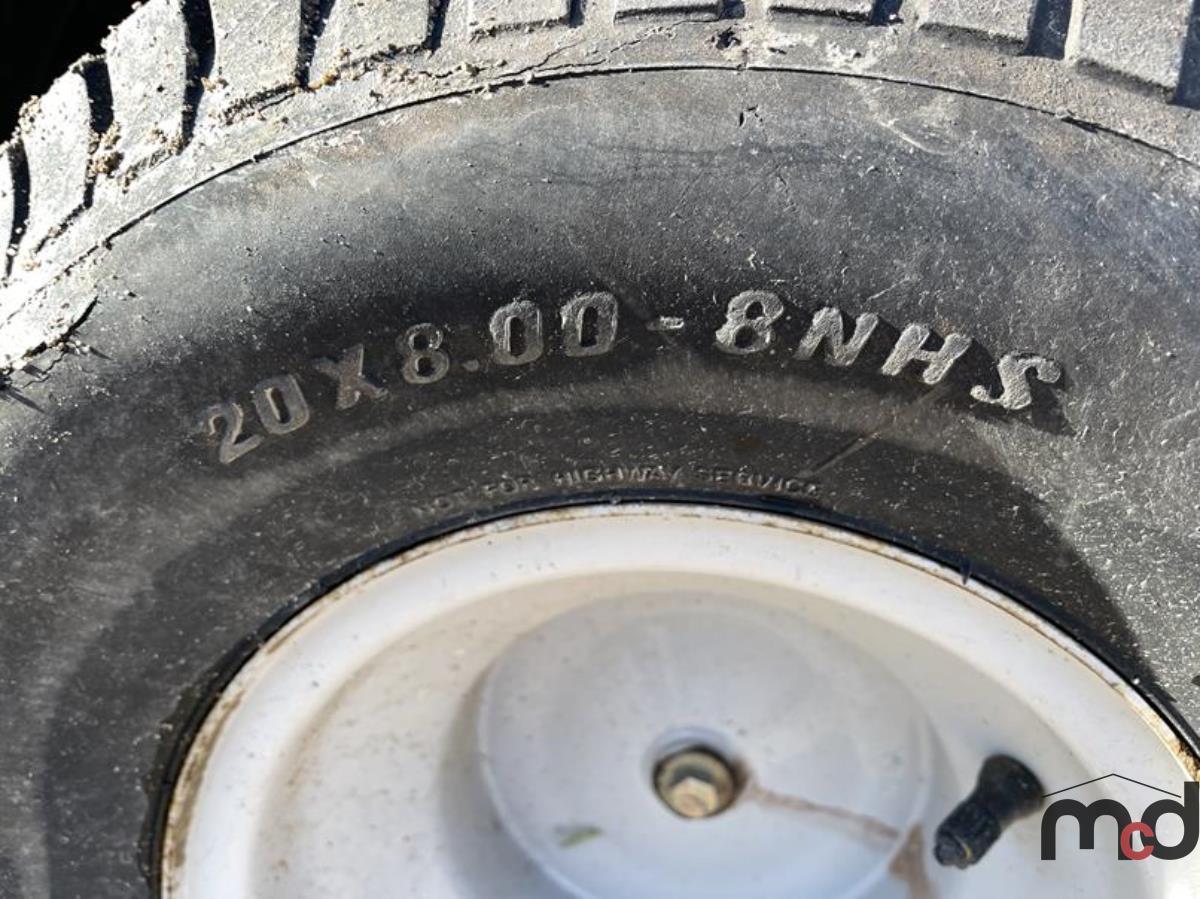 20X8.00-8NHS
NOT FOR HIGHWAY SERVICE
mcd